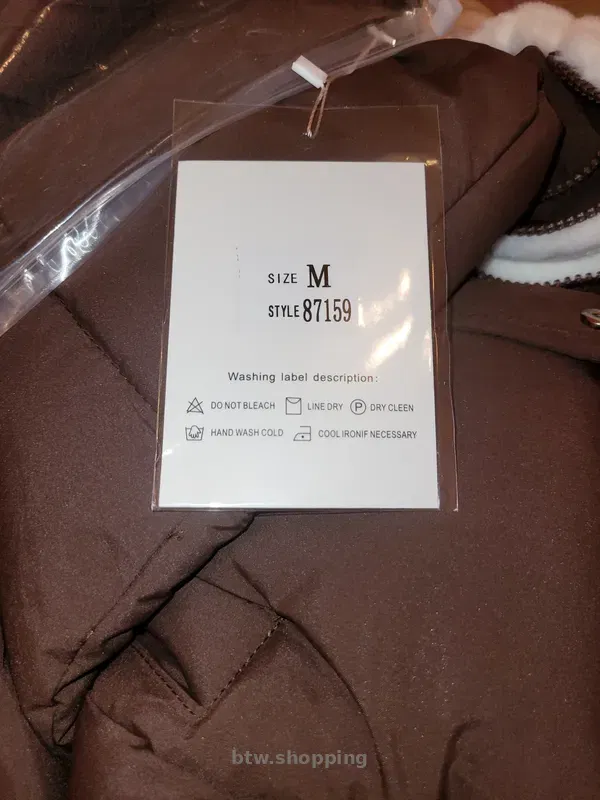 SIZE M
STYLE 87159
Washing label description:
DO NOT BLEACH LINE DRY P DRY CLEEN
HAND WASH COLD COOL IRONIF NECESSARY
btw.shopping